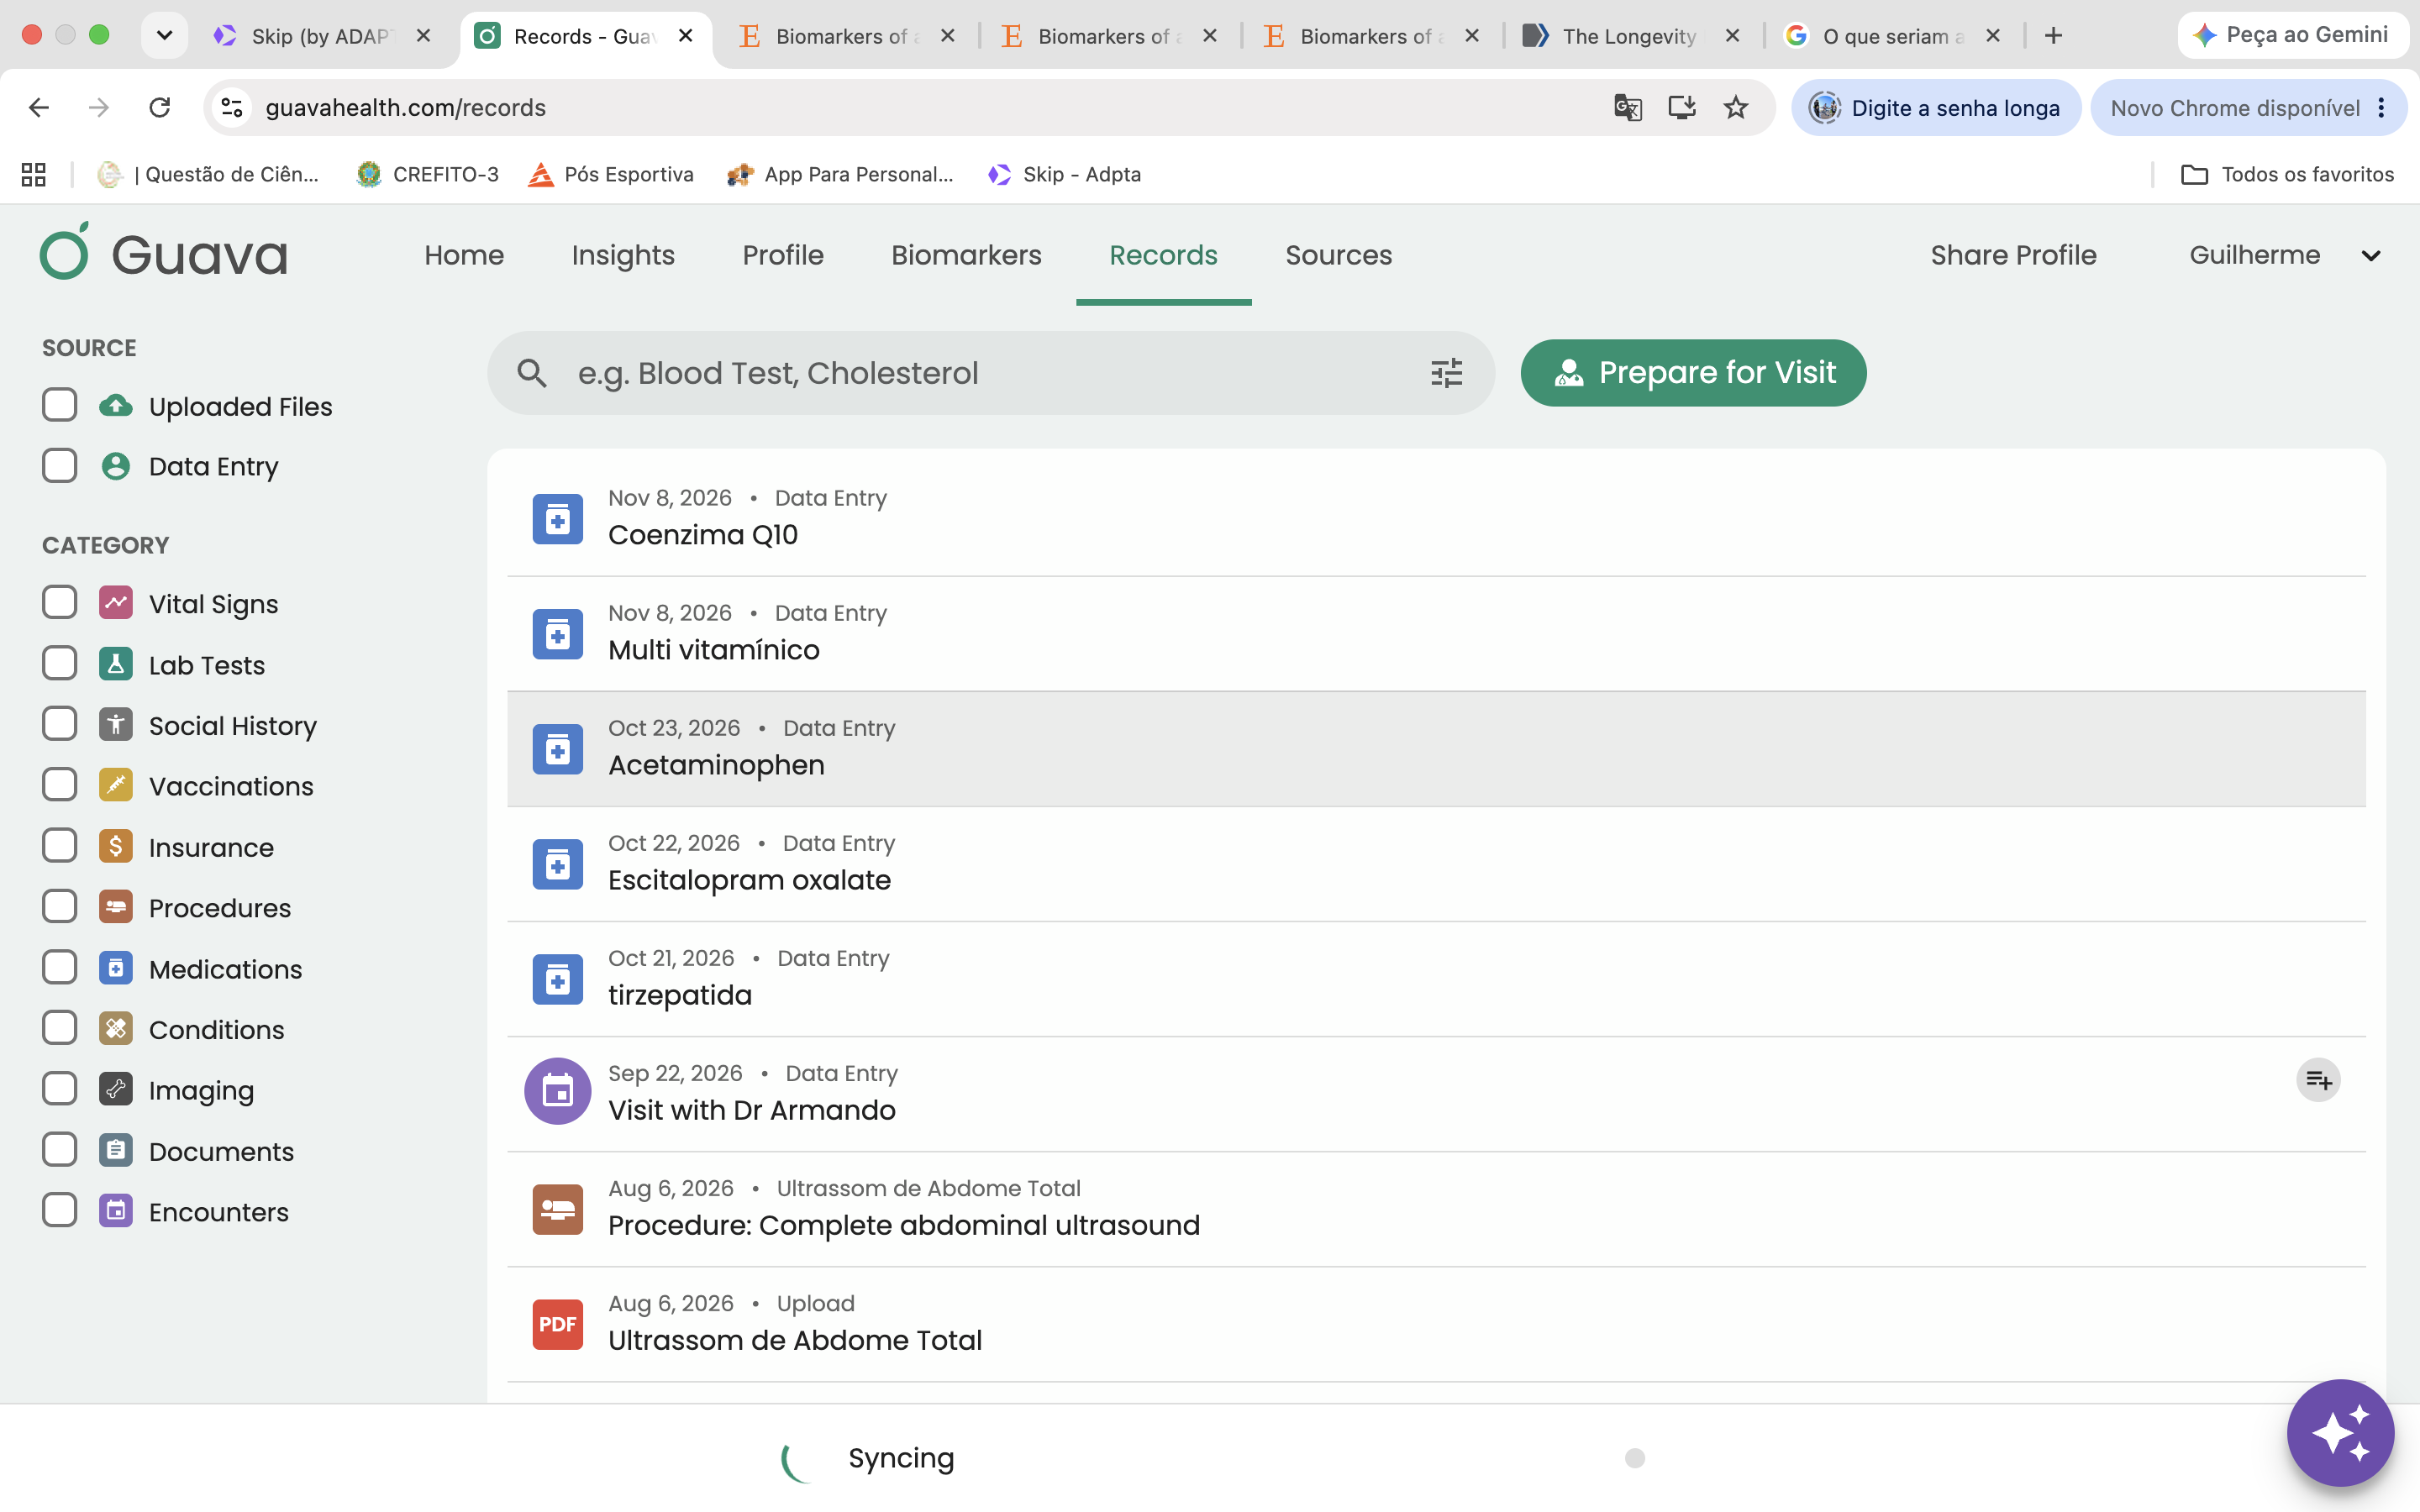 Skip (by ADAPT
Records - Guav
Biomarkers of a
Biomarkers of a
Biomarkers of a
The Longevity
O que seriam a
Peça ao Gemini
guavahealth.com/records
Digite a senha longa
Novo Chrome disponível
| Questão de Ciên...
CREFITO-3
Pós Esportiva
App Para Personal...
Skip - Adpta
Todos os favoritos
Guava
Home
Insights
Profile
Biomarkers
Records
Sources
Share Profile
Guilherme
SOURCE
Uploaded Files
Data Entry
CATEGORY
Vital Signs
Lab Tests
Social History
Vaccinations
Insurance
Procedures
Medications
Conditions
Imaging
Documents
Encounters
e.g. Blood Test, Cholesterol
Prepare for Visit
Nov 8, 2026 • Data Entry
Coenzima Q10
Nov 8, 2026 • Data Entry
Multi vitamínico
Oct 23, 2026 • Data Entry
Acetaminophen
Oct 22, 2026 • Data Entry
Escitalopram oxalate
Oct 21, 2026 • Data Entry
tirzepatida
Sep 22, 2026 • Data Entry
Visit with Dr Armando
Aug 6, 2026 • Ultrassom de Abdome Total
Procedure: Complete abdominal ultrasound
PDF
Aug 6, 2026 • Upload
Ultrassom de Abdome Total
Syncing